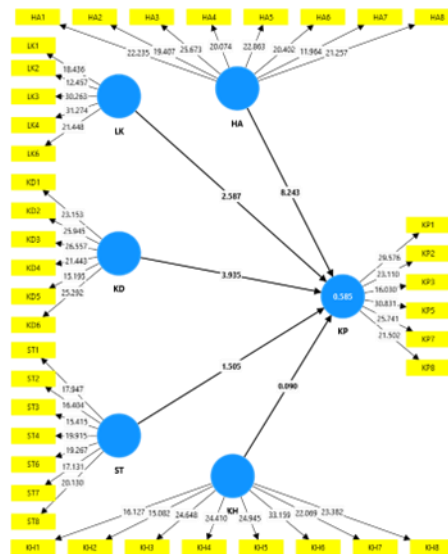 HA1 HA2 HA3 HA4 HA5 HA6 HA7 HA8
22.235 19.407 25.673 20.074 22.863 20.402 11.964 21.257
HA
LK1
LK2
LK3
LK4
LK6
18.436
12.457
30.263
31.274
21.448
LK
2.587
8.243
KD1
KD2
KD3
KD4
KD5
KD6
23.153
25.945
26.557
21.443
15.195
25.292
KD
3.935
KP1
KP2
KP3
KP5
KP7
KP8
29.576
23.110
16.030
30.831
25.741
21.502
0.585
KP
ST1
ST2
ST3
ST4
ST6
ST7
ST8
17.947
16.404
15.415
19.915
19.267
17.131
20.130
ST
1.505
0.090
KH
16.127 15.082 24.648 24.410 24.945 33.159 22.069 23.382
KH1 KH2 KH3 KH4 KH5 KH6 KH7 KH8